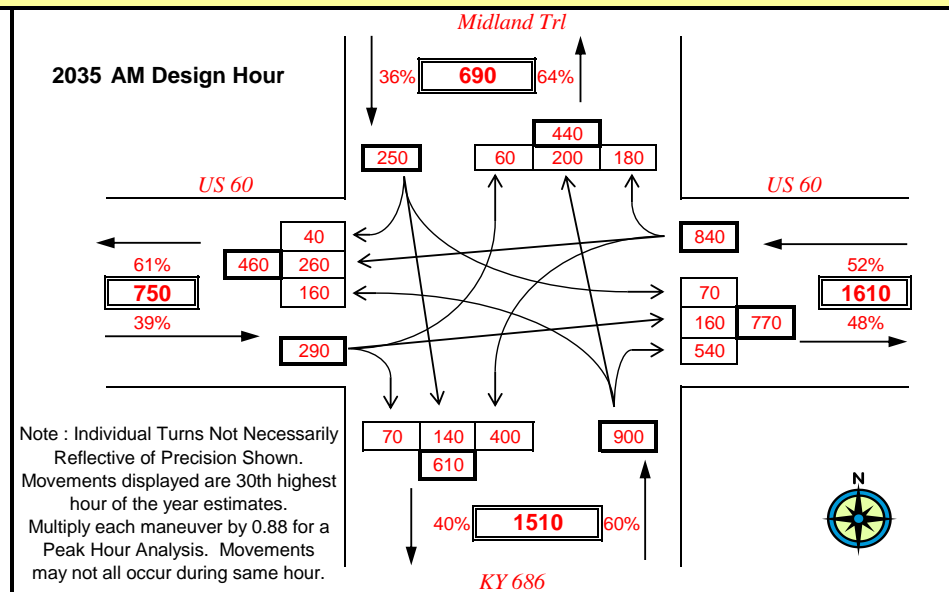 Midland Trl
2035 AM Design Hour
36% 690 64%
440
250 60 200 180
US 60 US 60
40 840
61% 460 260 52%
750 160 70 1610
39% 160 770 48%
290 540
Note : Individual Turns Not Necessarily
Reflective of Precision Shown.
Movements displayed are 30th highest
hour of the year estimates.
Multiply each maneuver by 0.88 for a
Peak Hour Analysis. Movements
may not all occur during same hour.
70 140 400 900
610
40% 1510 60%
KY 686
N